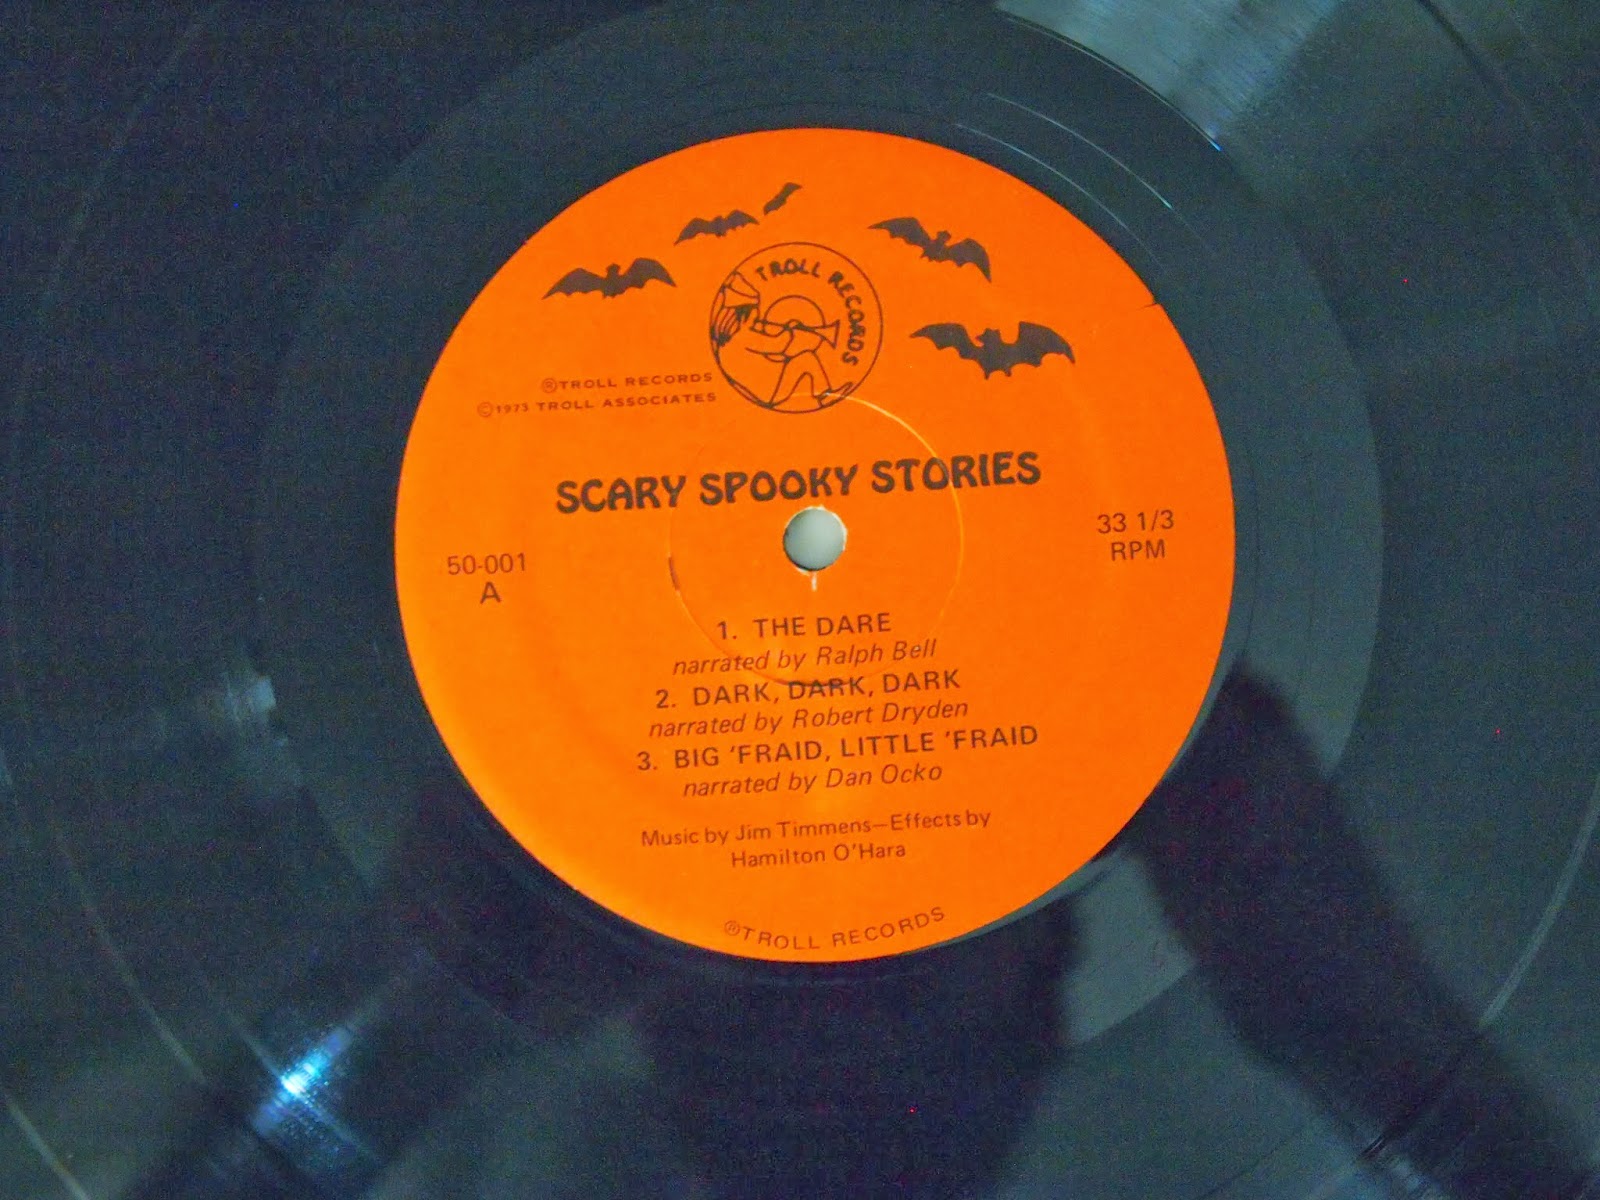 TROLL RECORDS
®TROLL RECORDS
©1973 TROLL ASSOCIATES
SCARY SPOOKY STORIES
50-001
A
33 1/3
RPM
1. THE DARE
narrated by Ralph Bell
2. DARK, DARK, DARK
narrated by Robert Dryden
3. BIG ‘FRAID, LITTLE ’FRAID
narrated by Dan Ocko
Music by Jim Timmens—Effects by
Hamilton O’Hara
®TROLL RECORDS